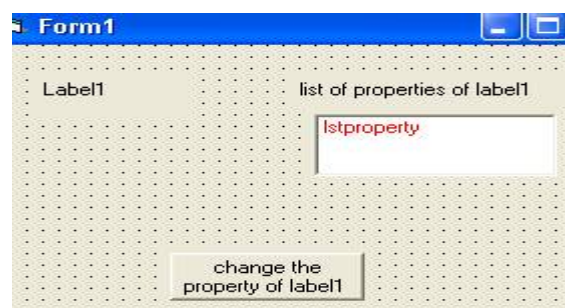 Form1
Label1
list of properties of label1
lstproperty
change the
property of label1